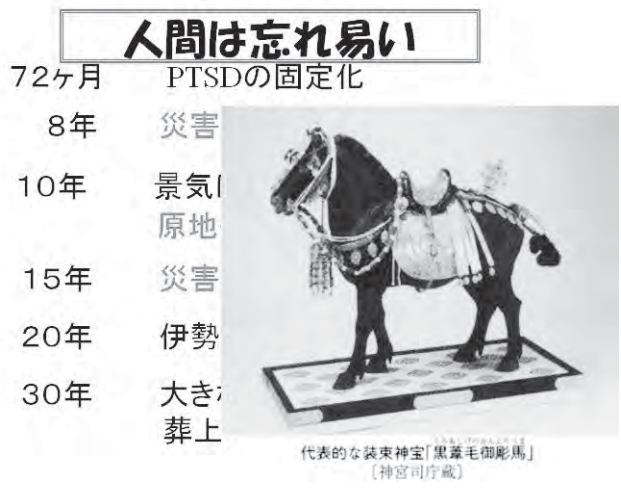 人間は忘れ易い
72ヶ月 PTSDの固定化
8年 災害
10年 景気
原地
15年 災害
20年 伊勢
30年 大き
葬上
代表的な装束神宝「黒葦毛御彫馬」
〔神宮司庁蔵〕